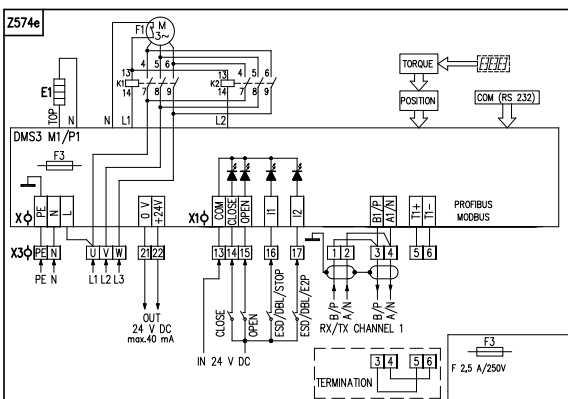 Z574e
F1
M
3~
4 5 6
4 5 6
13
13
K1
K2
14
7 8 9
14
7 8 9
E1
TOP
N
N
L1
L2
TORQUE
POSITION
COM (RS 232)
DMS3 M1/P1
F3
X
PE
N
L
0 V
+24V
X1
COM
CLOSE
OPEN
I1
I2
B1/P
A1/N
T1+
T1-
PROFIBUS
MODBUS
X3
PE N
U V W
21 22
13 14 15
16
17
1 2
3 4
5 6
PE N
L1 L2 L3
OUT
24 V DC
max.40 mA
CLOSE
OPEN
ESD/DBL/STOP
ESD/DBL/E2P
IN 24 V DC
B/P
A/N
B/P
A/N
RX/TX CHANNEL 1
TERMINATION
3 4
5 6
F3
F 2,5 A/250V